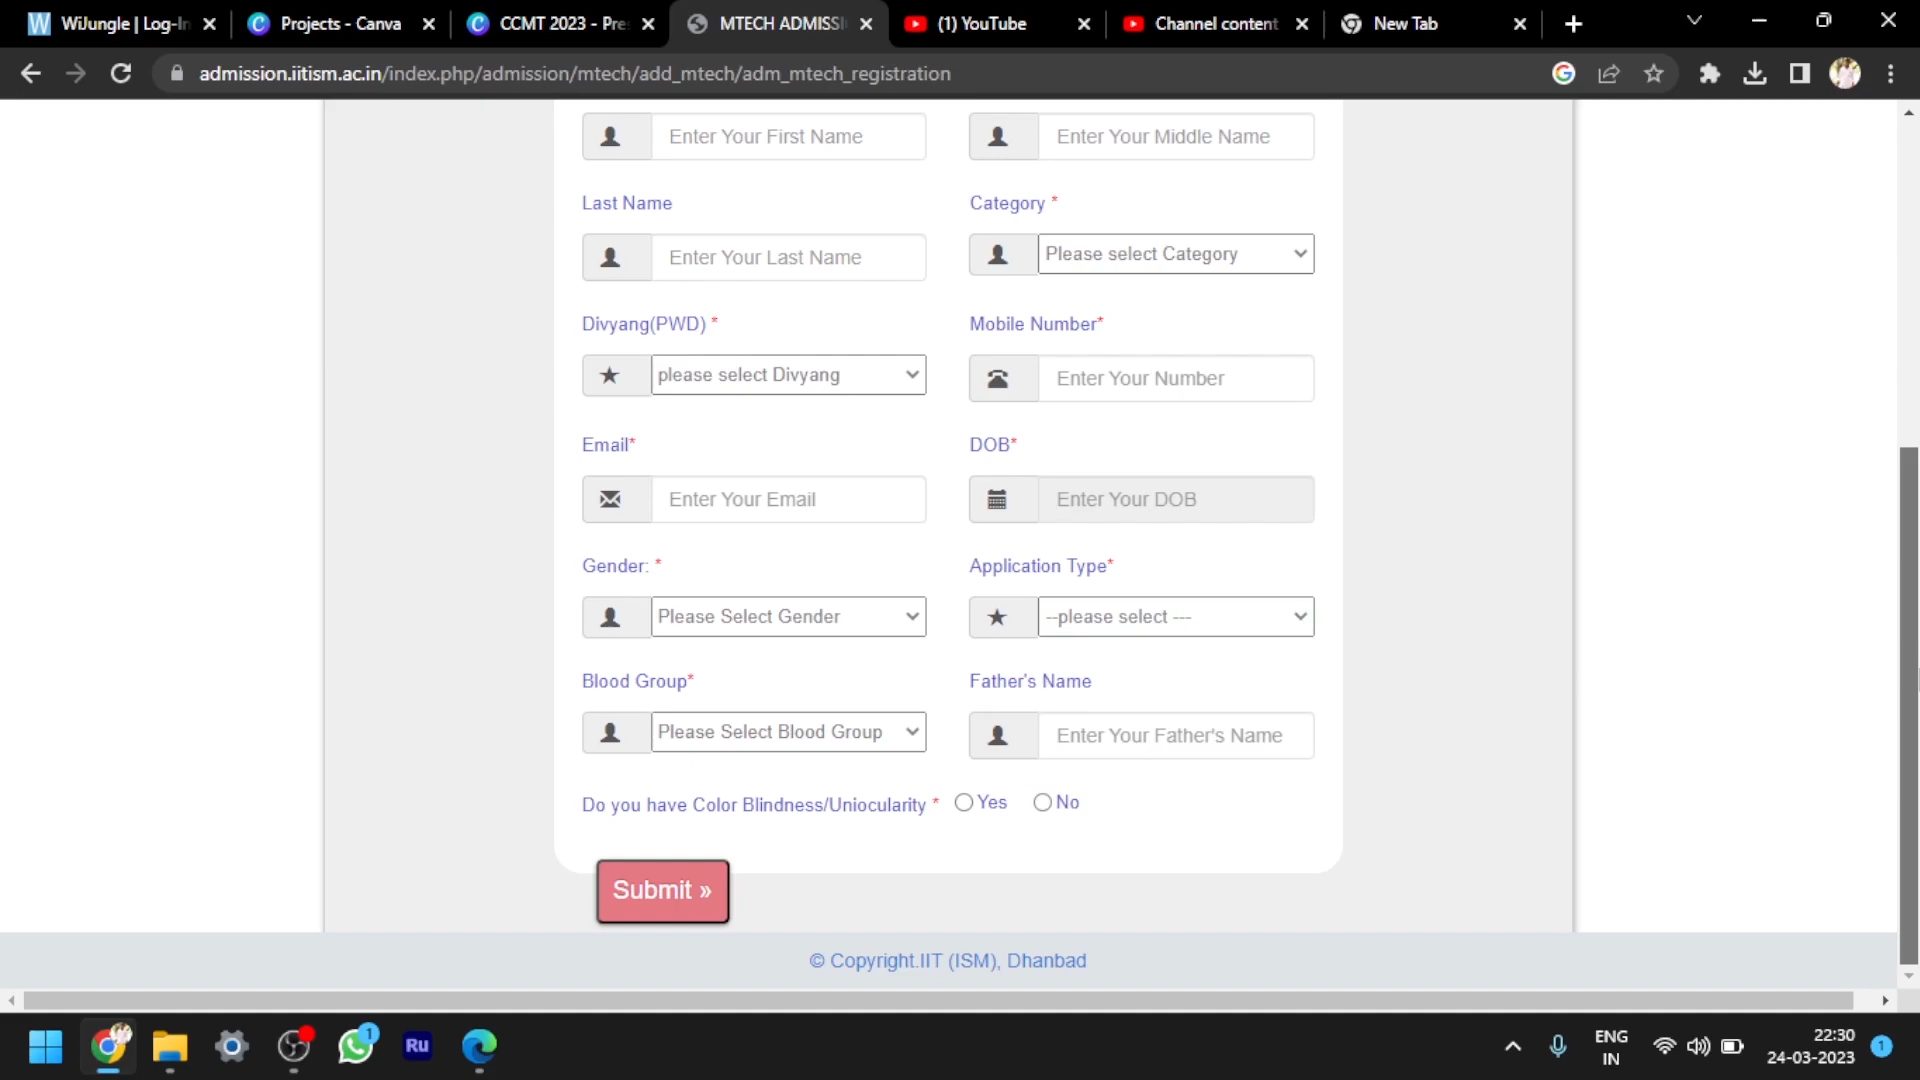 WiJungle | Log-In
Projects - Canva
CCMT 2023 - Pre
MTECH ADMISSI
(1) YouTube
Channel content
New Tab
admission.iitism.ac.in/index.php/admission/mtech/add_mtech/adm_mtech_registration
Enter Your First Name
Enter Your Middle Name
Last Name
Category *
Enter Your Last Name
Please select Category
Divyang(PWD) *
Mobile Number*
please select Divyang
Enter Your Number
Email*
DOB*
Enter Your Email
Enter Your DOB
Gender: *
Application Type*
Please Select Gender
--please select ---
Blood Group*
Father's Name
Please Select Blood Group
Enter Your Father's Name
Do you have Color Blindness/Uniocularity * Yes No
Submit »
© Copyright.IIT (ISM), Dhanbad
1
Ru
ENG
IN
22:30
24-03-2023
1